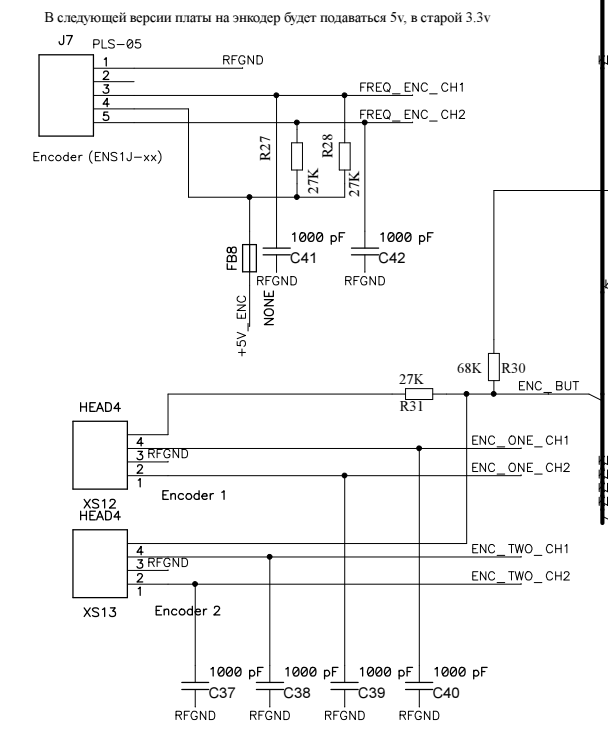 В следующей версии платы на энкодер будет подаваться 5v, в старой 3.3v
J7 PLS-05
1 RFGND
2
3 FREQ_ENC_CH1
4
5 FREQ_ENC_CH2
Encoder (ENS1J-xx)
R27 27K
R28 27K
FB8
+5V_ENC
NONE
1000 pF C41 RFGND
1000 pF C42 RFGND
68K R30
27K R31
ENC_BUT
HEAD4
4 ENC_ONE_CH1
3 RFGND
2 ENC_ONE_CH2
1
XS12 Encoder 1
HEAD4
4 ENC_TWO_CH1
3 RFGND
2 ENC_TWO_CH2
1
XS13 Encoder 2
1000 pF 1000 pF 1000 pF 1000 pF
C37 C38 C39 C40
RFGND RFGND RFGND RFGND